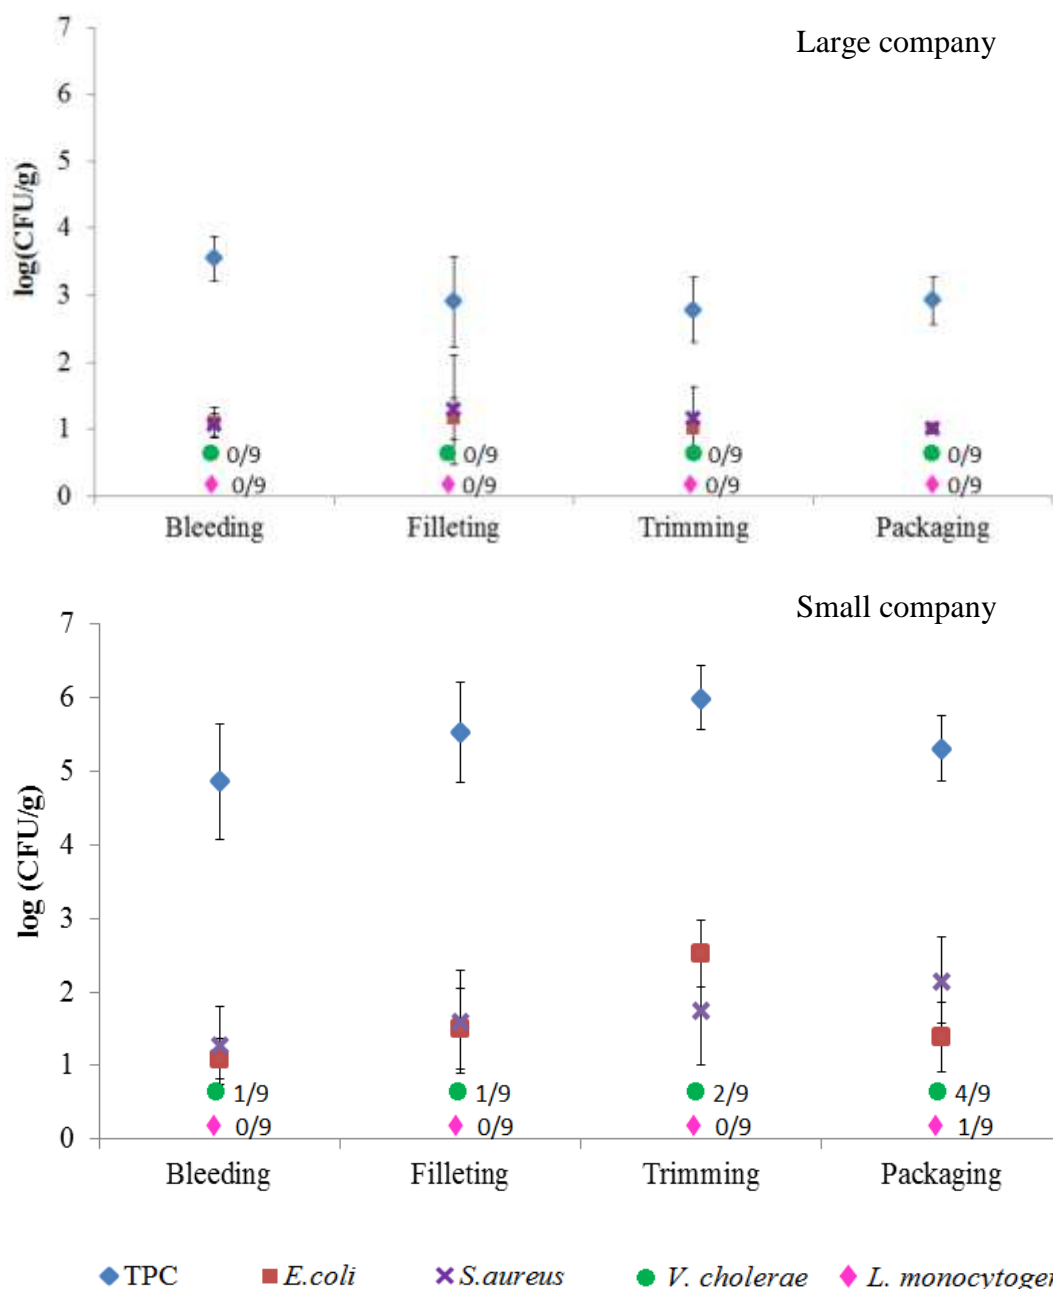 Large company
log(CFU/g)
7
6
5
4
3
2
1
0
0/9 0/9 0/9 0/9
0/9 0/9 0/9 0/9
Bleeding Filleting Trimming Packaging
Small company
log (CFU/g)
7
6
5
4
3
2
1
0
1/9 1/9 2/9 4/9
0/9 0/9 0/9 1/9
Bleeding Filleting Trimming Packaging
TPC E.coli S.aureus V. cholerae L. monocytogen